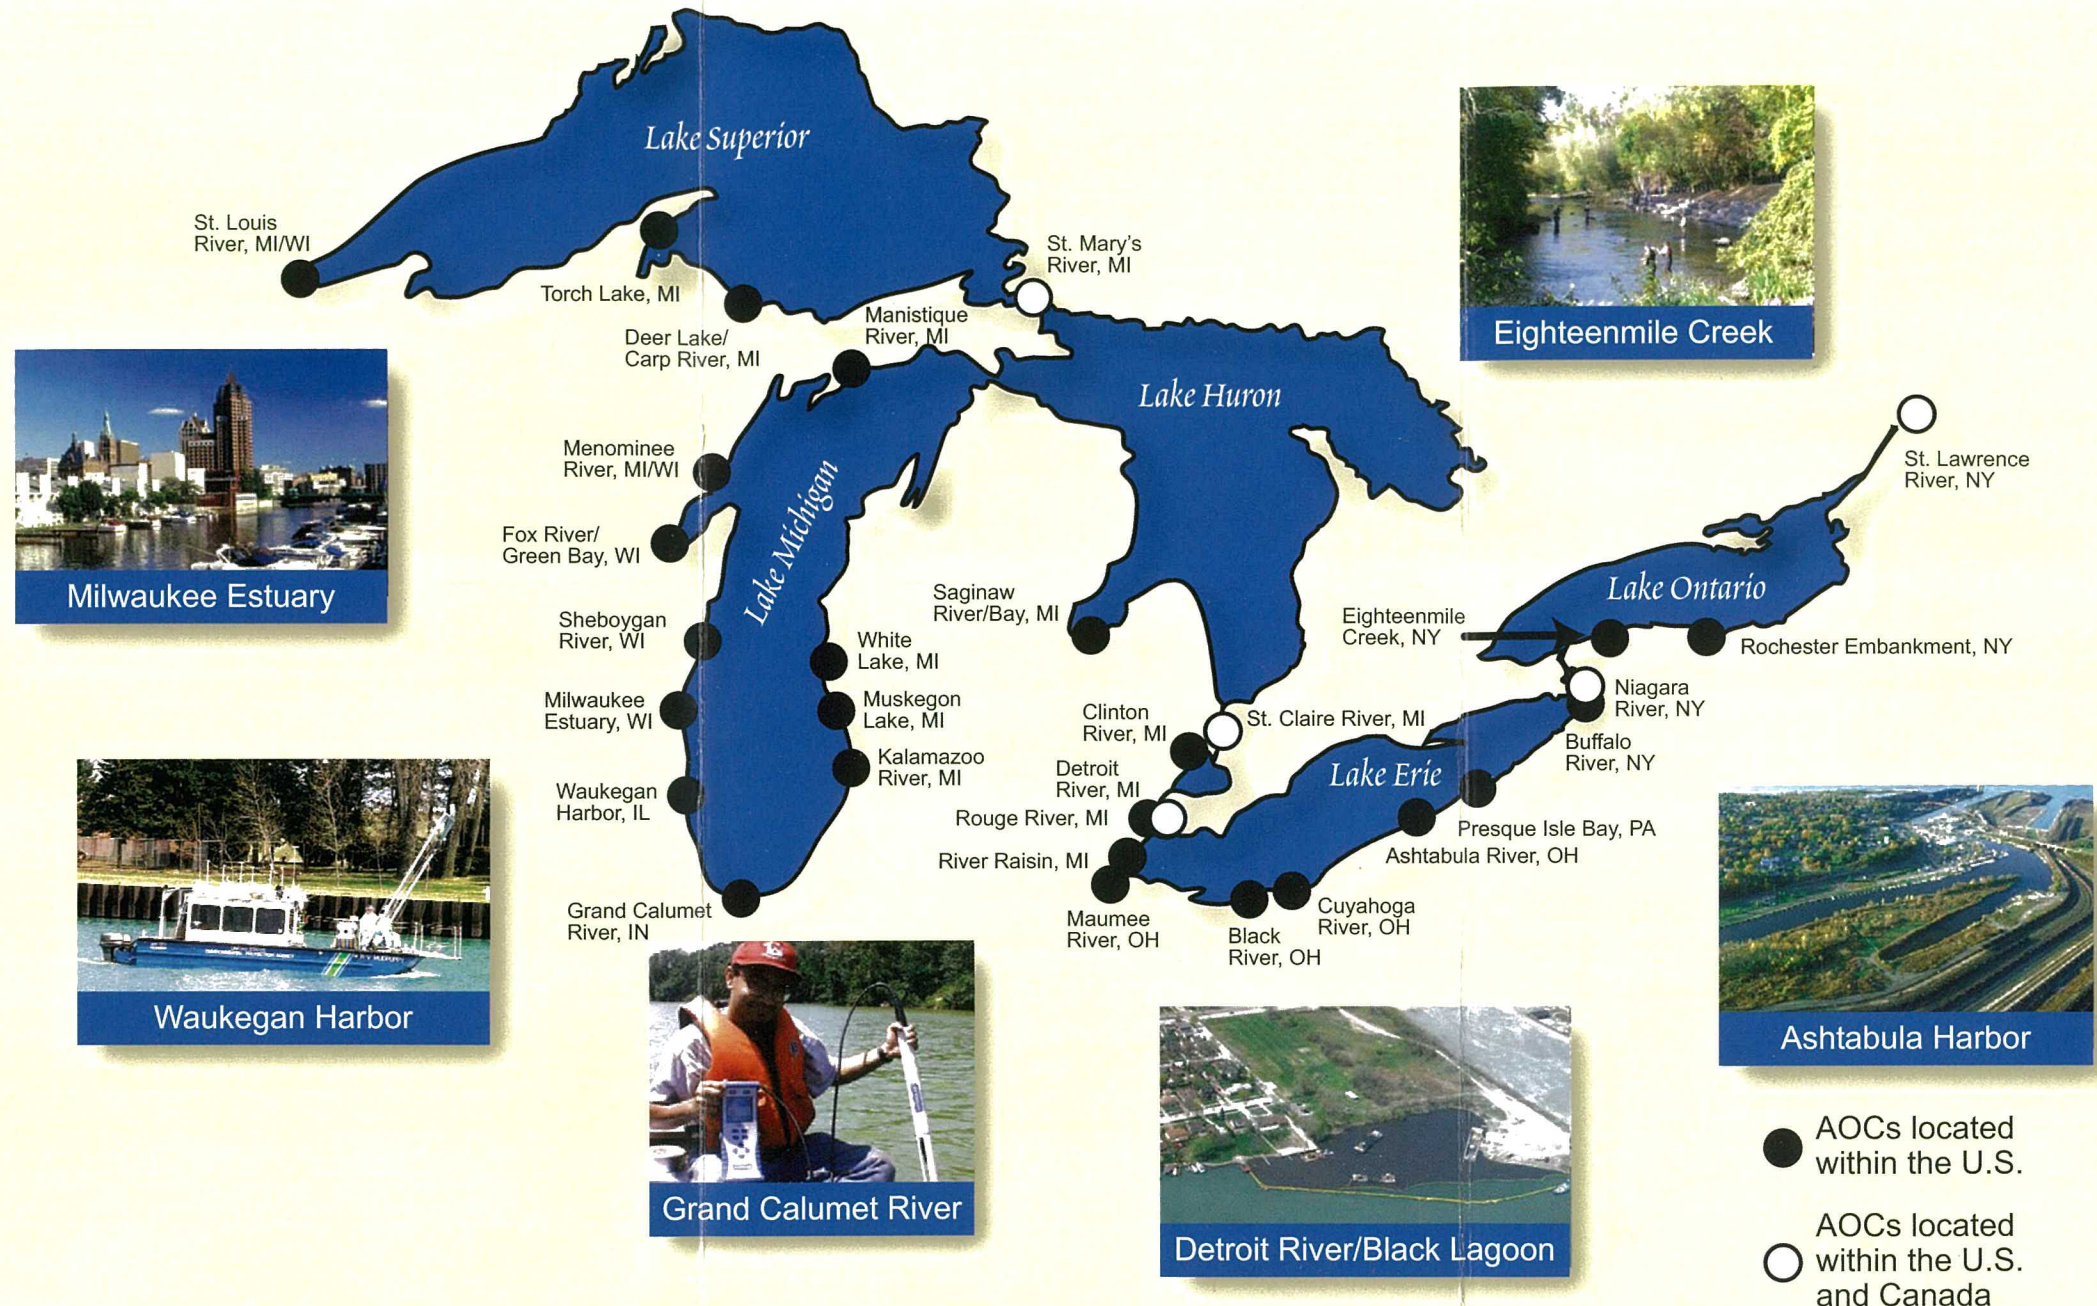 Lake Superior
St. Louis
River, MI/WI
Torch Lake, MI
Deer Lake/
Carp River, MI
Manistique
River, MI
St. Mary's
River, MI
Eighteenmile Creek
Lake Huron
Milwaukee Estuary
Menominee
River, MI/WI
Fox River/
Green Bay, WI
Lake Michigan
Sheboygan
River, WI
Milwaukee
Estuary, WI
Waukegan
Harbor, IL
Grand Calumet
River, IN
White
Lake, MI
Muskegon
Lake, MI
Kalamazoo
River, MI
Saginaw
River/Bay, MI
St. Lawrence
River, NY
Lake Ontario
Eighteenmile
Creek, NY
Rochester Embankment, NY
Niagara
River, NY
Buffalo
River, NY
Clinton
River, MI
St. Claire River, MI
Detroit
River, MI
Rouge River, MI
River Raisin, MI
Maumee
River, OH
Lake Erie
Black
River, OH
Cuyahoga
River, OH
Ashtabula River, OH
Presque Isle Bay, PA
Waukegan Harbor
Grand Calumet River
Detroit River/Black Lagoon
Ashtabula Harbor
AOCs located
within the U.S.
AOCs located
within the U.S.
and Canada